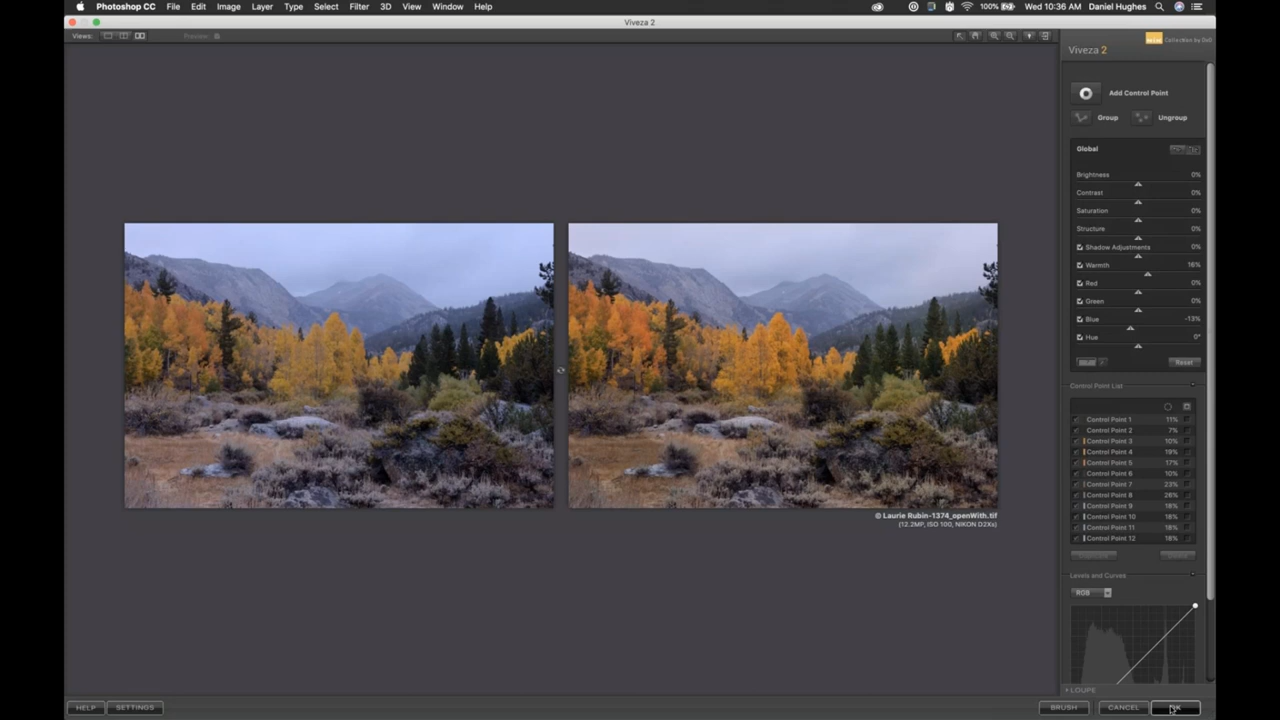 Photoshop CC File Edit Image Layer Type Select Filter 3D View Window Help 100% Wed 10:36 AM Daniel Hughes
Viveza 2
Views: Preview:
Collection by DxO
Viveza 2
Add Control Point
Group Ungroup
Global
Brightness 0%
Contrast 0%
Saturation 0%
Structure 0%
Shadow Adjustments 0%
Warmth 16%
Red 0%
Green 0%
Blue -13%
Hue 0°
Reset
Control Point List
Control Point 1 11%
Control Point 2 7%
Control Point 3 10%
Control Point 4 19%
Control Point 5 17%
Control Point 6 10%
Control Point 7 23%
Control Point 8 26%
Control Point 9 18%
Control Point 10 18%
Control Point 11 18%
Control Point 12 18%
Levels and Curves
RGB
© Laurie Rubin-1374_openWith.tif
(12.2MP, ISO 100, NIKON D2Xs)
LOUPE
HELP SETTINGS BRUSH CANCEL OK